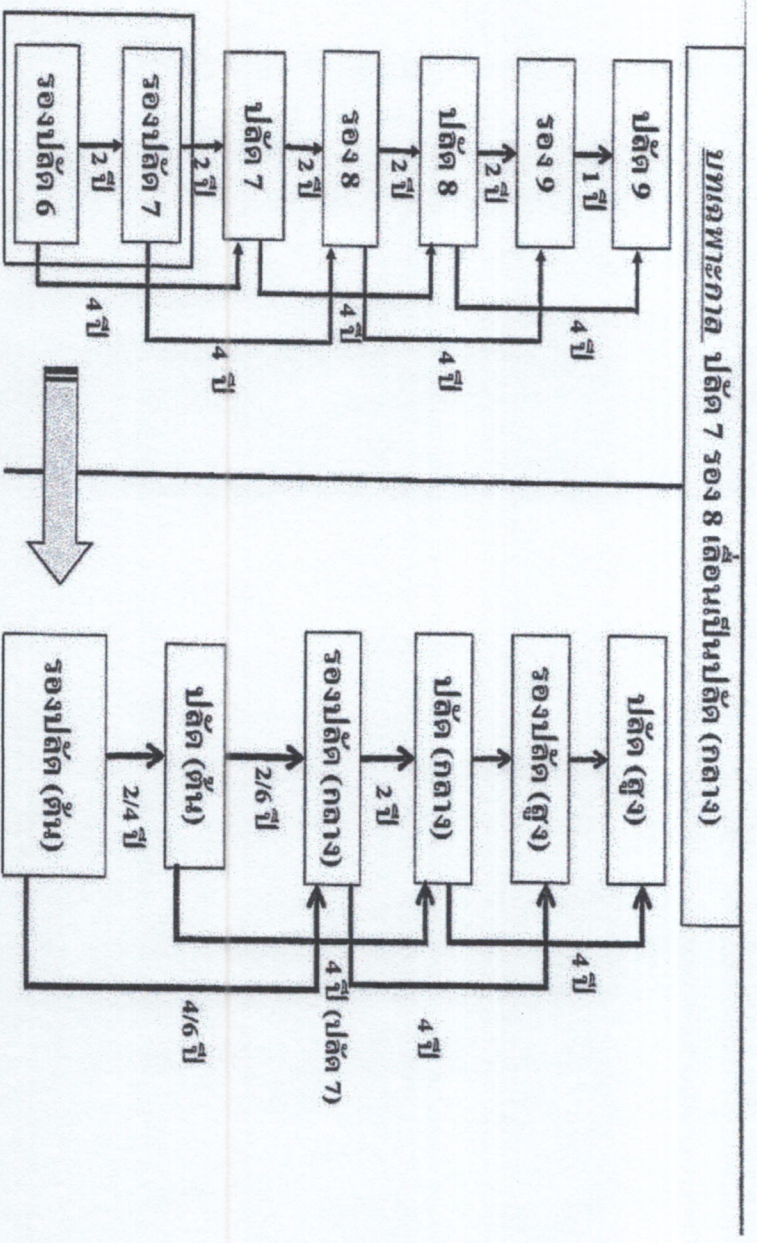 บทเฉพาะกาล ปลัด 7 รอง 8 เลื่อนเป็นปลัด (กลาง)
ปลัด 9
1 ปี
รอง 9
2 ปี
ปลัด 8
2 ปี
รอง 8
2 ปี
ปลัด 7
2 ปี
รองปลัด 7
2 ปี
รองปลัด 6
4 ปี
4 ปี
4 ปี
4 ปี
4 ปี
ปลัด (สูง)
รองปลัด (สูง)
ปลัด (กลาง)
2 ปี
รองปลัด (กลาง)
2/6 ปี
ปลัด (ต้น)
2/4 ปี
รองปลัด (ต้น)
4 ปี
4 ปี
4 ปี (ปลัด 7)
4/6 ปี